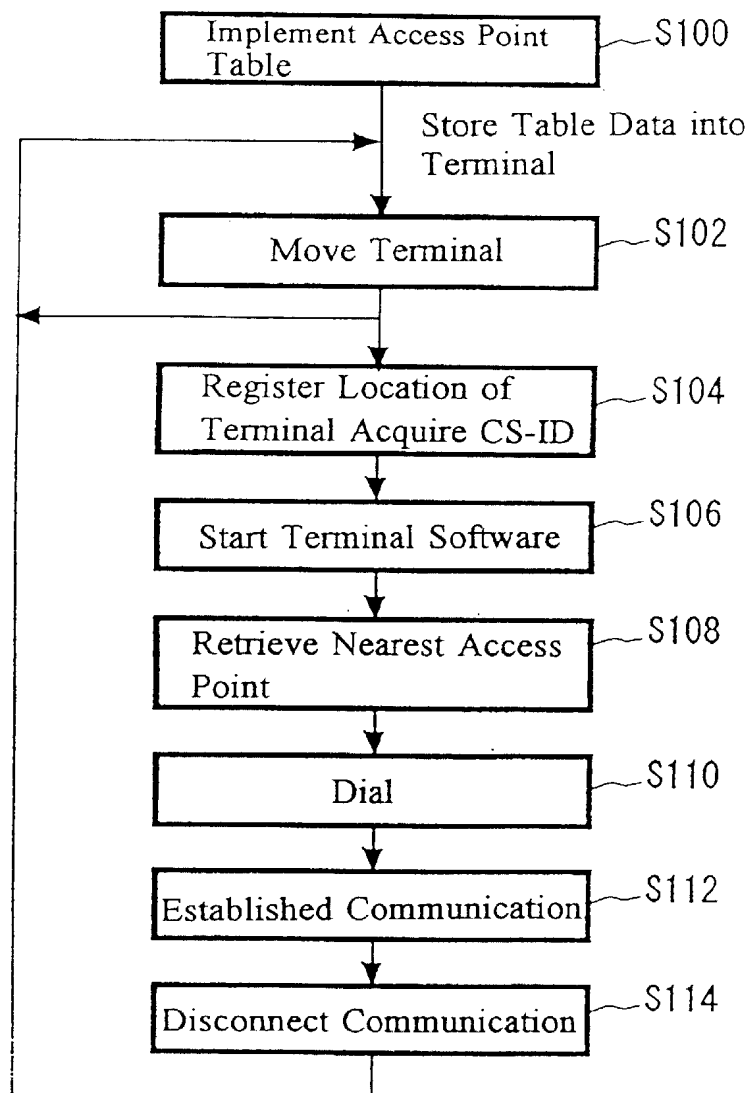 Implement Access Point
Table
S100
Store Table Data into
Terminal
Move Terminal
S102
Register Location of
Terminal Acquire CS-ID
S104
Start Terminal Software
S106
Retrieve Nearest Access
Point
S108
Dial
S110
Established Communication
S112
Disconnect Communication
S114